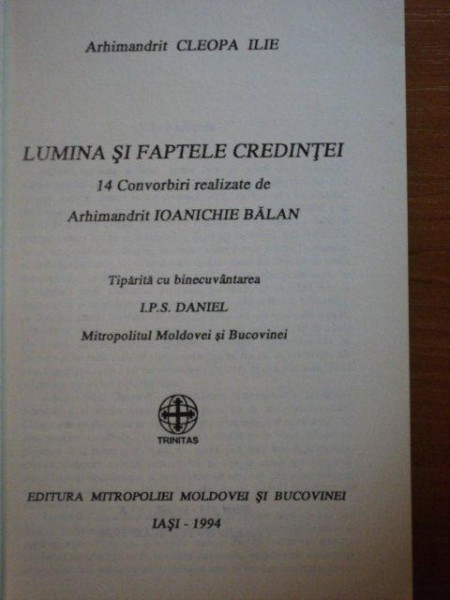 Arhimandrit CLEOPA ILIE
LUMINA ŞI FAPTELE CREDINŢEI
14 Convorbiri realizate de
Arhimandrit IOANICHIE BĂLAN
Tipărită cu binecuvântarea
I.P.S. DANIEL
Mitropolitul Moldovei şi Bucovinei
TRINITAS
EDITURA MITROPOLIEI MOLDOVEI ŞI BUCOVINEI
IAŞI - 1994